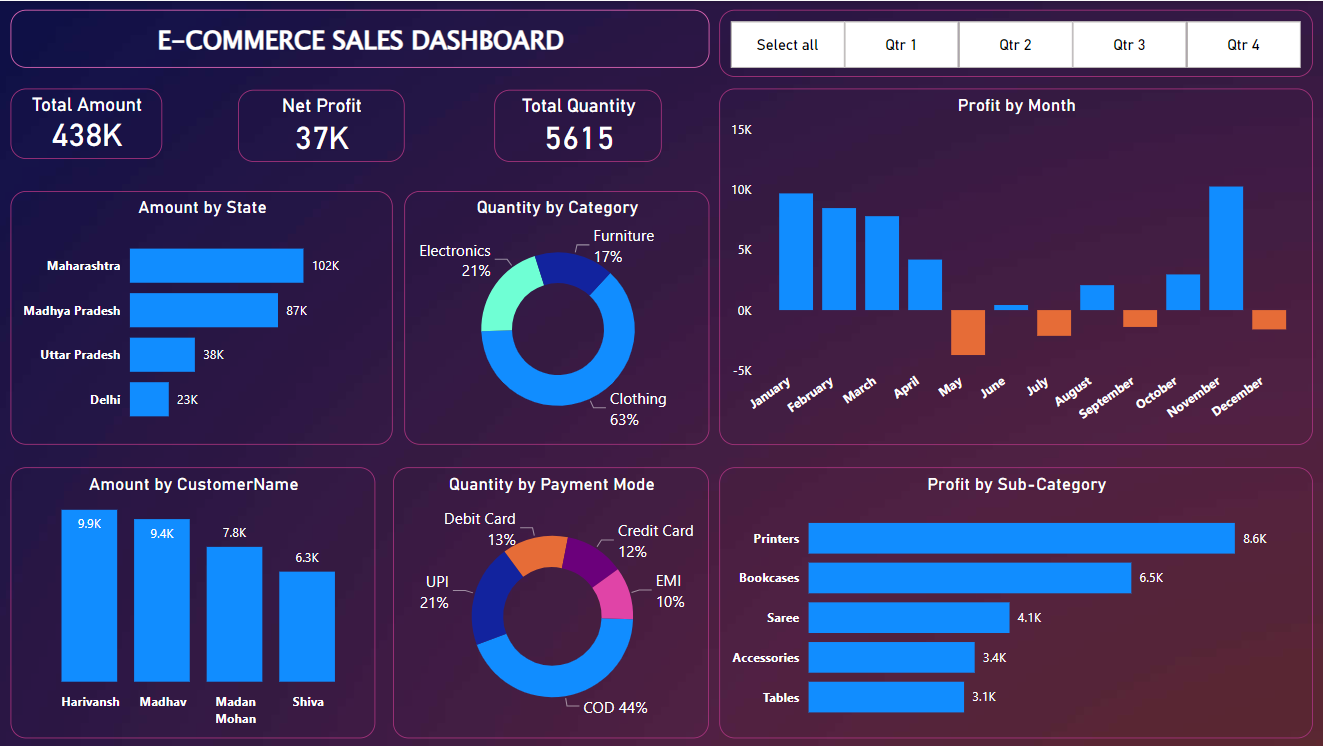 E-COMMERCE SALES DASHBOARD
Select all
Qtr 1
Qtr 2
Qtr 3
Qtr 4
Total Amount
438K
Net Profit
37K
Total Quantity
5615
Profit by Month
15K
10K
5K
0K
-5K
January
February
March
April
May
June
July
August
September
October
November
December
Amount by State
Maharashtra
102K
Madhya Pradesh
87K
Uttar Pradesh
38K
Delhi
23K
Quantity by Category
Furniture
17%
Electronics
21%
Clothing
63%
Amount by CustomerName
9.9K
9.4K
7.8K
6.3K
Harivansh
Madhav
Madan
Mohan
Shiva
Quantity by Payment Mode
Debit Card
13%
Credit Card
12%
UPI
21%
EMI
10%
COD 44%
Profit by Sub-Category
Printers
8.6K
Bookcases
6.5K
Saree
4.1K
Accessories
3.4K
Tables
3.1K